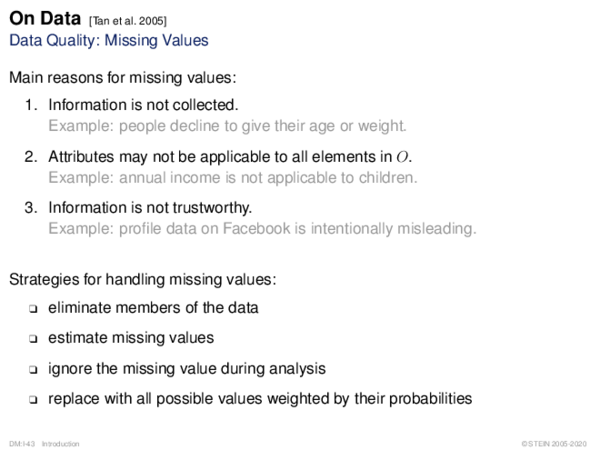 On Data [Tan et al. 2005]
Data Quality: Missing Values
Main reasons for missing values:
1. Information is not collected.
Example: people decline to give their age or weight.
2. Attributes may not be applicable to all elements in O.
Example: annual income is not applicable to children.
3. Information is not trustworthy.
Example: profile data on Facebook is intentionally misleading.
Strategies for handling missing values:
❑ eliminate members of the data
❑ estimate missing values
❑ ignore the missing value during analysis
❑ replace with all possible values weighted by their probabilities
DM:I-43 Introduction © STEIN 2005-2020